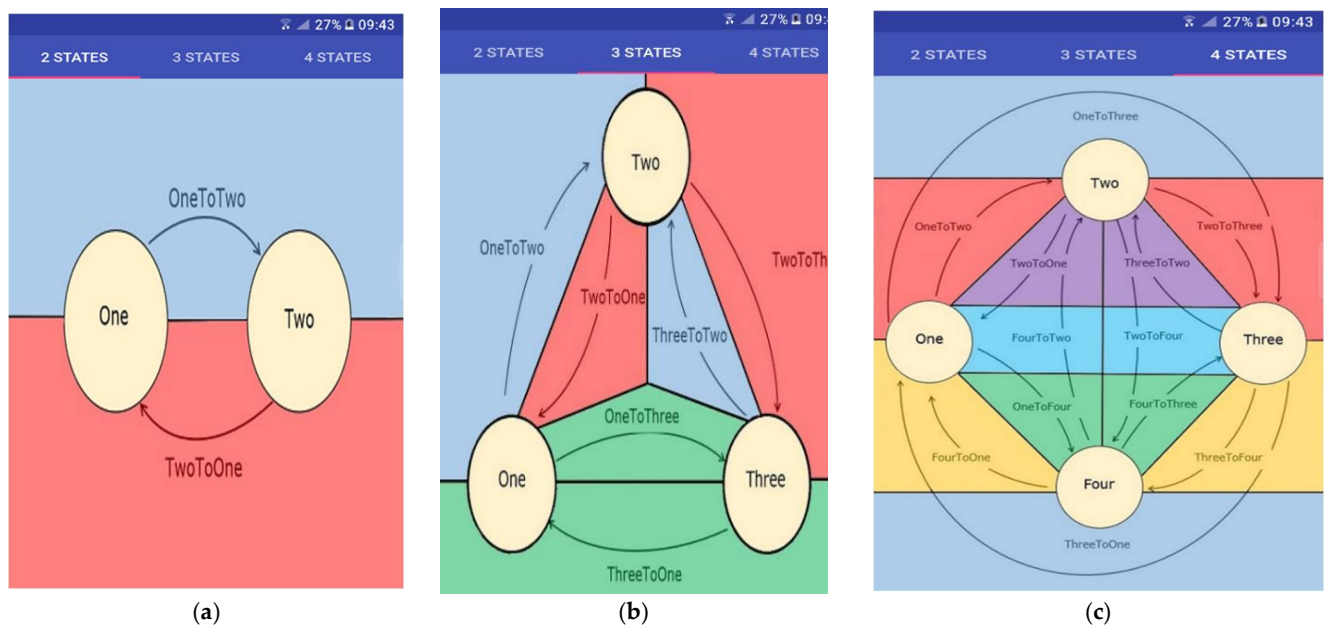 27% 09:43
2 STATES 3 STATES 4 STATES
OneToTwo
One
Two
TwoToOne
(a)
27% 09:4
2 STATES 3 STATES 4 STATES
Two
OneToTwo
TwoToTh
TwoToOne
ThreeToTwo
OneToThree
One
Three
ThreeToOne
(b)
27% 09:43
2 STATES 3 STATES 4 STATES
OneToThree
Two
OneToTwo
TwoToThree
TwoToOne
ThreeToTwo
One
FourToTwo
TwoToFour
Three
OneToFour
FourToThree
FourToOne
ThreeToFour
Four
ThreeToOne
(c)